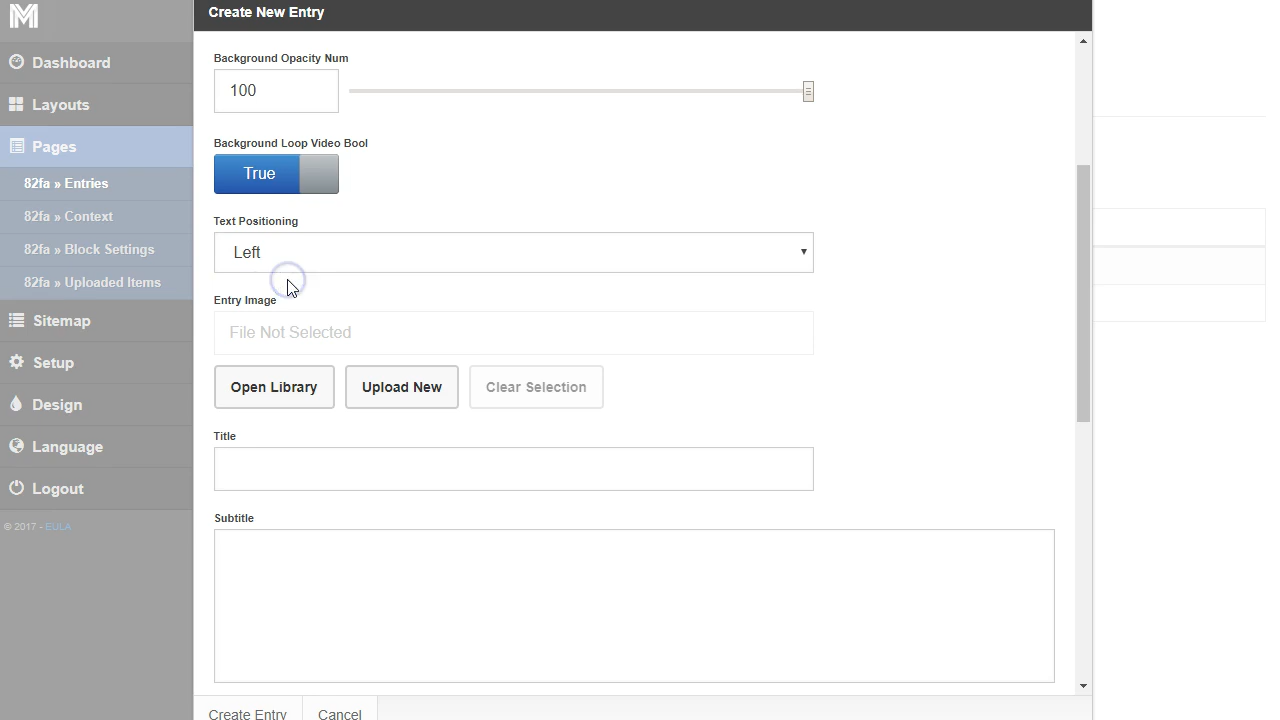 M
Create New Entry
Dashboard
Layouts
Pages
82fa » Entries
82fa » Context
82fa » Block Settings
82fa » Uploaded Items
Sitemap
Setup
Design
Language
Logout
© 2017 - EULA
Background Opacity Num
100
Background Loop Video Bool
True
Text Positioning
Left
Entry Image
File Not Selected
Open Library Upload New Clear Selection
Title
Subtitle
Create Entry Cancel